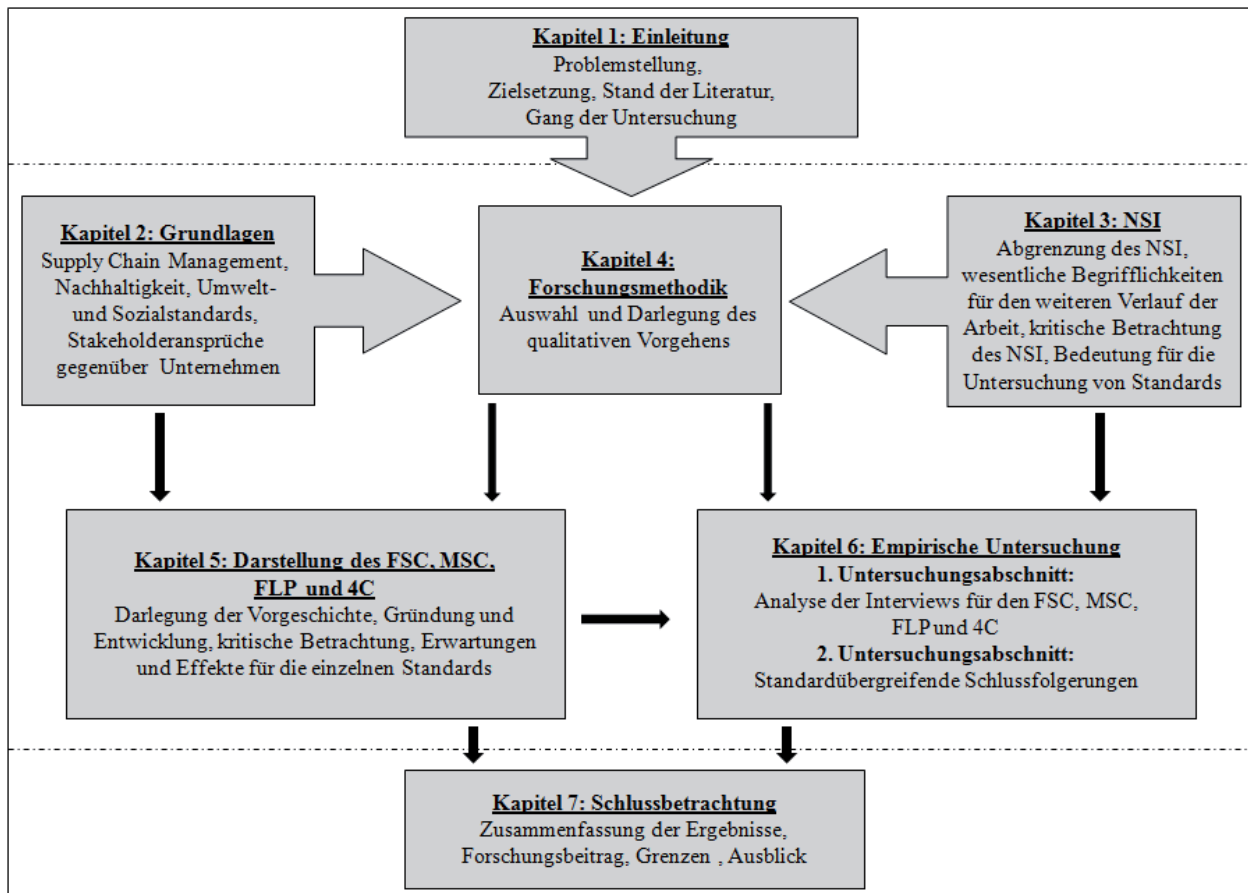 Kapitel 1: Einleitung
Problemstellung,
Zielsetzung, Stand der Literatur,
Gang der Untersuchung
Kapitel 2: Grundlagen
Supply Chain Management,
Nachhaltigkeit, Umwelt-
und Sozialstandards,
Stakeholderansprüche
gegenüber Unternehmen
Kapitel 4:
Forschungsmethodik
Auswahl und Darlegung des
qualitativen Vorgehens
Kapitel 3: NSI
Abgrenzung des NSI,
wesentliche Begrifflichkeiten
für den weiteren Verlauf der
Arbeit, kritische Betrachtung
des NSI, Bedeutung für die
Untersuchung von Standards
Kapitel 5: Darstellung des FSC, MSC,
FLP und 4C
Darlegung der Vorgeschichte, Gründung und
Entwicklung, kritische Betrachtung, Erwartungen
und Effekte für die einzelnen Standards
Kapitel 6: Empirische Untersuchung
1. Untersuchungsabschnitt:
Analyse der Interviews für den FSC, MSC,
FLP und 4C
2. Untersuchungsabschnitt:
Standardübergreifende Schlussfolgerungen
Kapitel 7: Schlussbetrachtung
Zusammenfassung der Ergebnisse,
Forschungsbeitrag, Grenzen , Ausblick